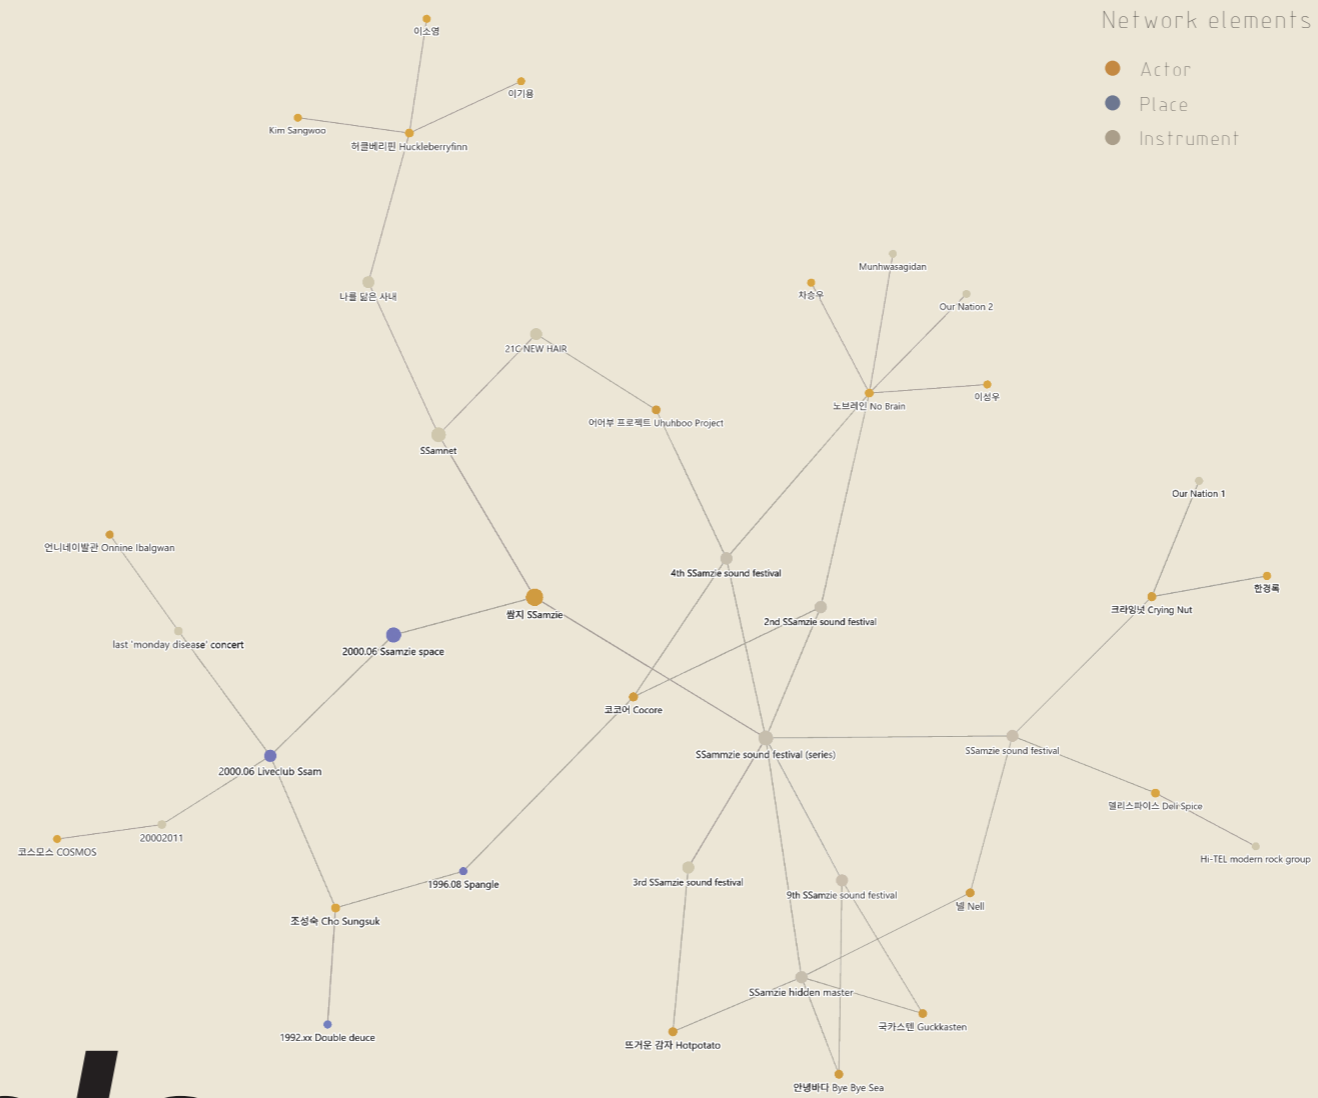 Network elements
Actor
Place
Instrument
이소영
이기용
Kim Sangwoo
허클베리핀 Huckleberryfinn
Munhwasagidan
차승우
나를 닮은 사내
Our Nation 2
21C NEW HAIR
이성우
노브레인 No Brain
어어부 프로젝트 Uhuhboo Project
SSamnet
Our Nation 1
언니네이발관 Onnine Ibalgwan
4th SSamzie sound festival
한경록
크라잉넛 Crying Nut
쌈지 SSamzie
2nd SSamzie sound festival
last 'monday disease' concert
2000.06 Ssamzie space
코코어 Cocore
SSammzie sound festival (series)
SSamzie sound festival
2000.06 Liveclub Ssam
델리스파이스 Deli Spice
20002011
코스모스 COSMOS
Hi-TEL modern rock group
3rd SSamzie sound festival
1996.08 Spangle
9th SSamzie sound festival
넬 Nell
조성숙 Cho Sungsuk
SSamzie hidden master
국카스텐 Guckkasten
1992.xx Double deuce
뜨거운 감자 Hotpotato
안녕바다 Bye Bye Sea